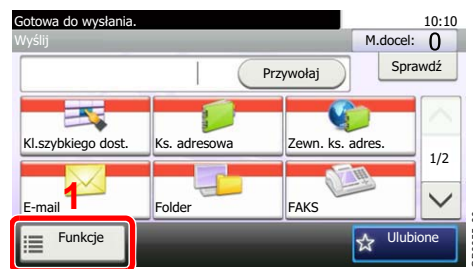 Gotowa do wysłania. 10:10
Wyślij M.docel: 0
Przywołaj Sprawdź
Kl.szybkiego dost. Ks. adresowa Zewn. ks. adres.
1/2
E-mail Folder FAKS
1
Funkcje Ulubione